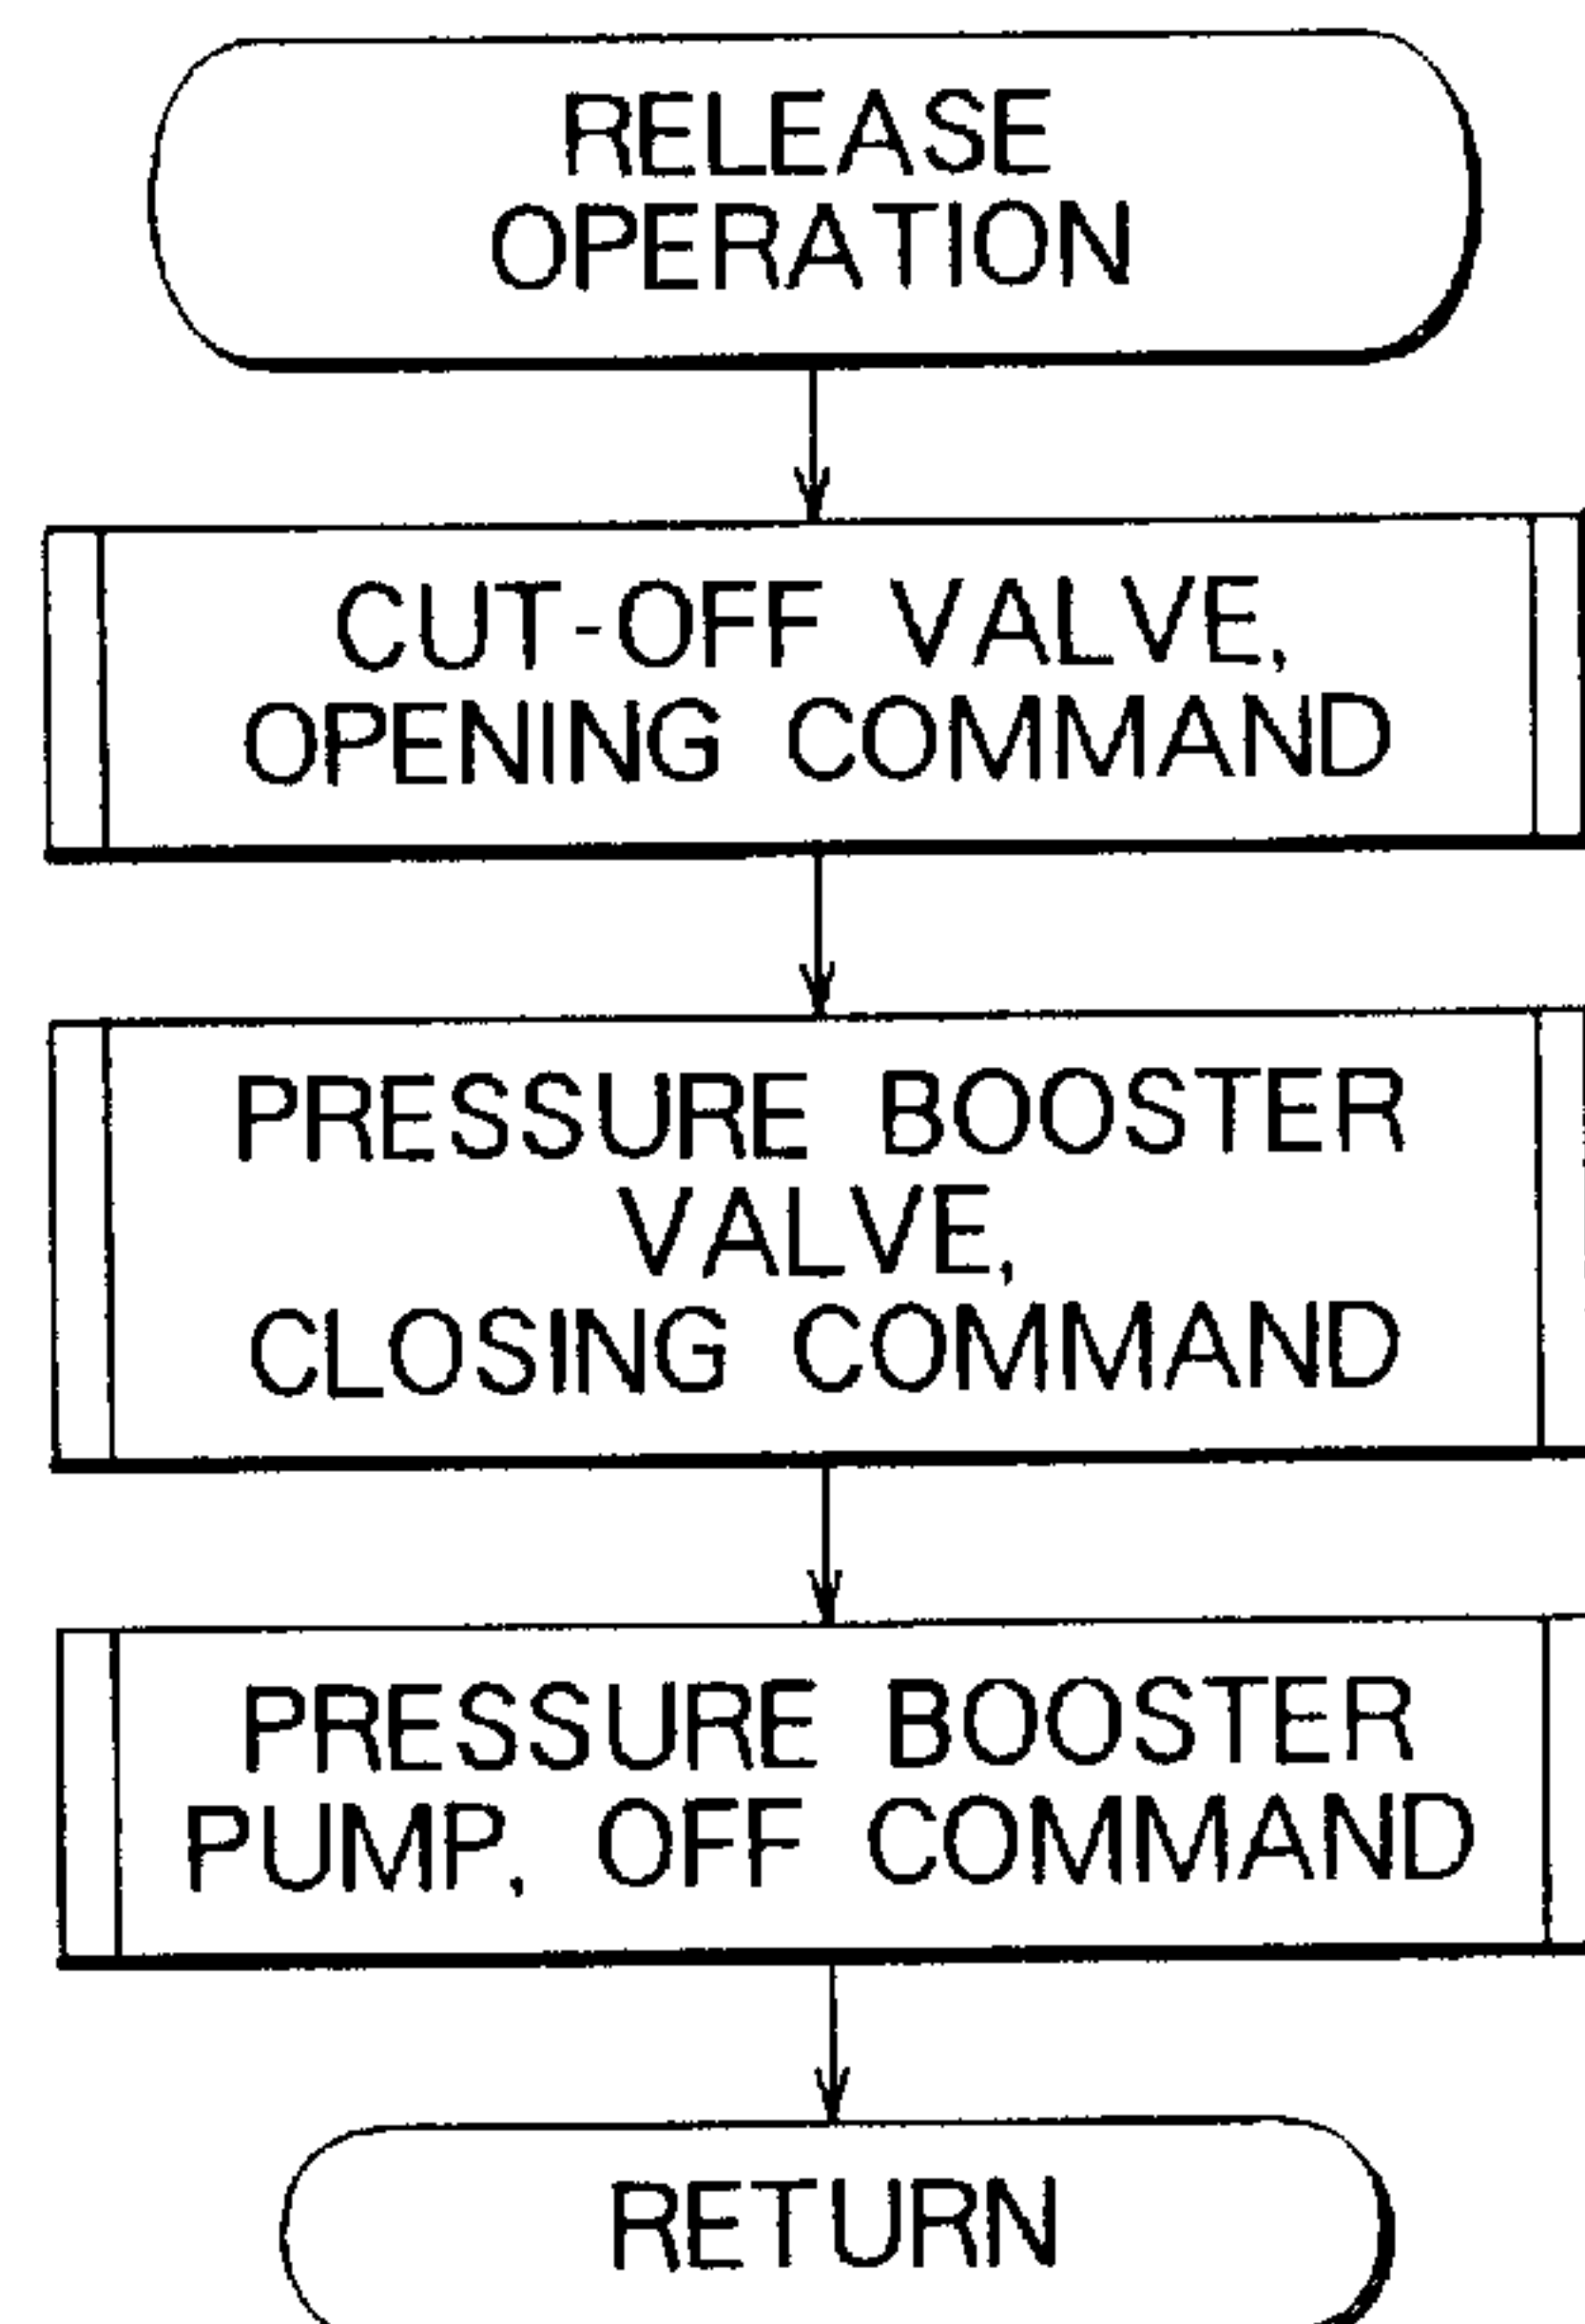 RELEASE
OPERATION
CUT-OFF VALVE,
OPENING COMMAND
PRESSURE BOOSTER
VALVE,
CLOSING COMMAND
PRESSURE BOOSTER
PUMP, OFF COMMAND
RETURN